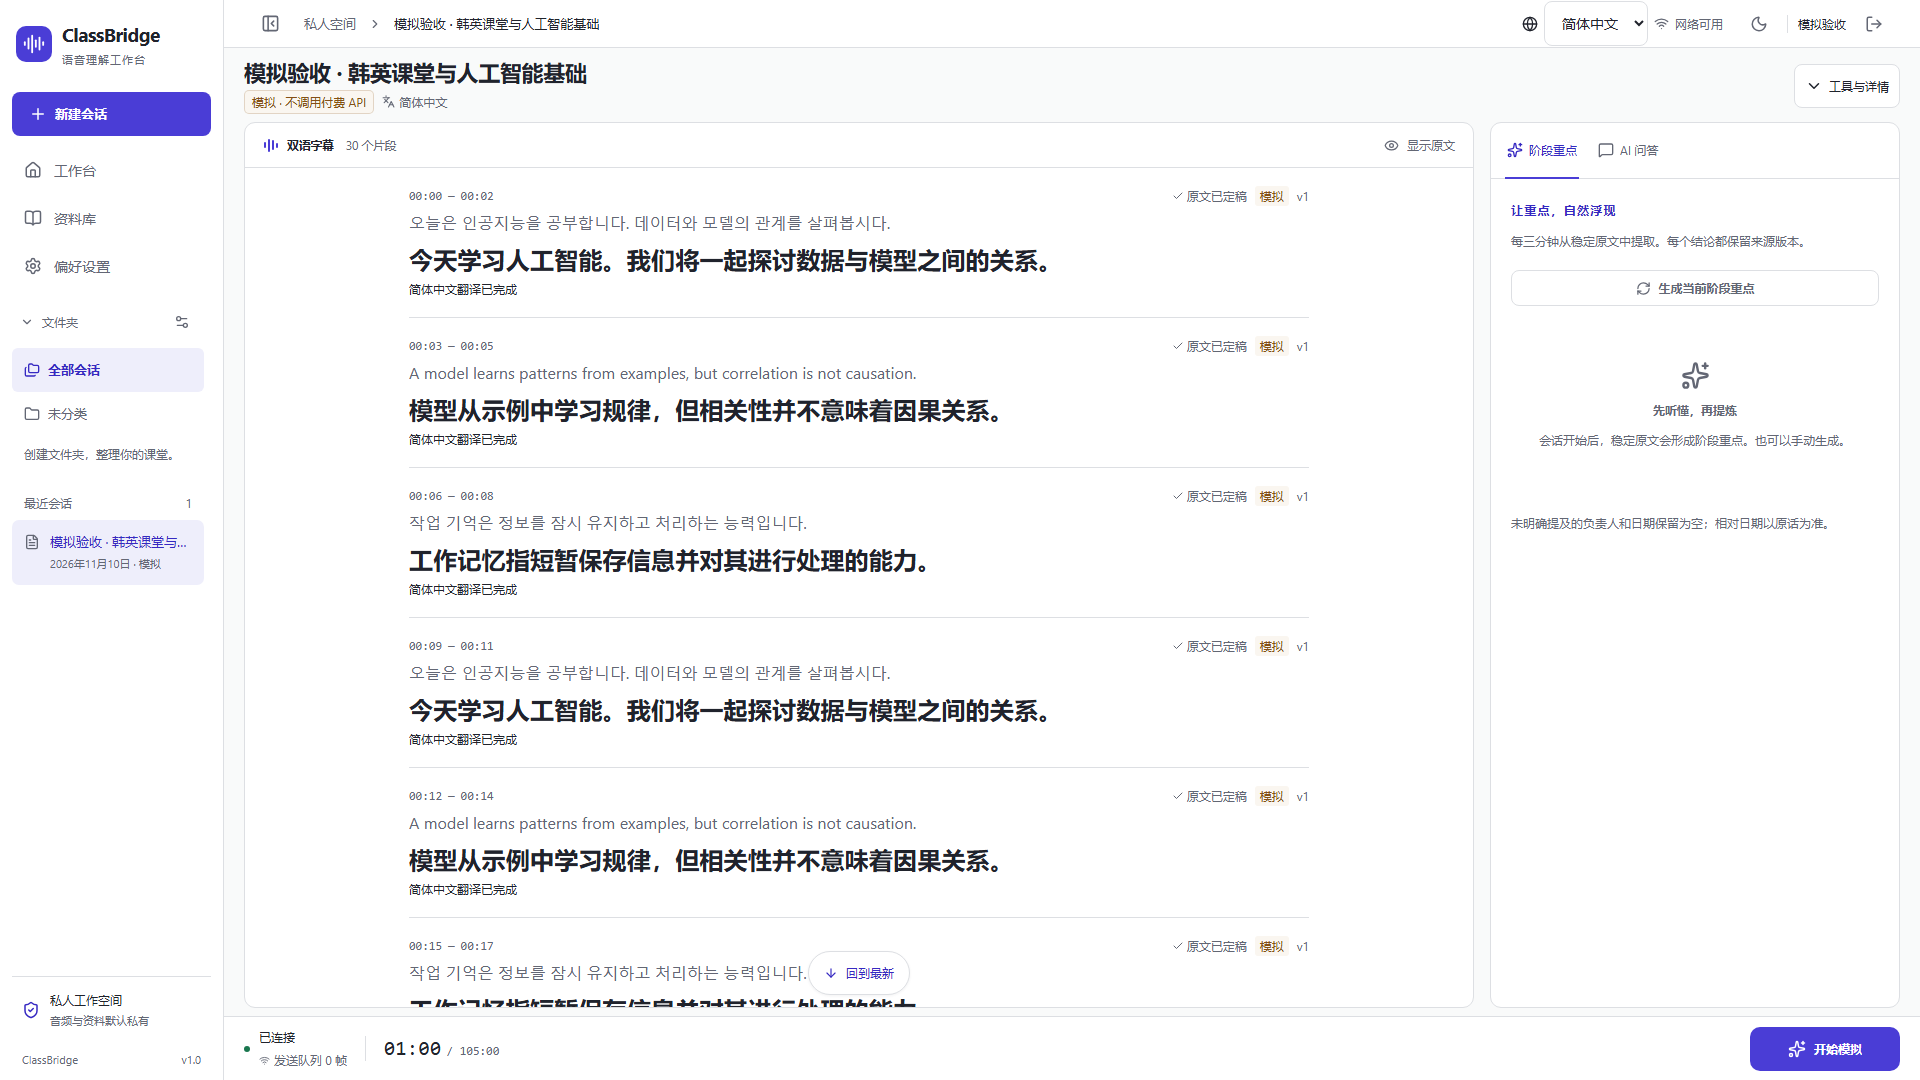 ClassBridge
语音理解工作台
新建会话
工作台
资料库
偏好设置
文件夹
全部会话
未分类
创建文件夹，整理你的课堂。
最近会话 1
模拟验收 · 韩英课堂与...
2026年11月10日 · 模拟
私人工作空间
音频与资料默认私有
ClassBridge v1.0
私人空间 > 模拟验收 · 韩英课堂与人工智能基础
简体中文 网络可用 模拟验收
模拟验收 · 韩英课堂与人工智能基础
模拟 · 不调用付费 API 简体中文
工具与详情
双语字幕 30 个片段 显示原文
00:00 — 00:02 原文已定稿 模拟 v1
오늘은 인공지능을 공부합니다. 데이터와 모델의 관계를 살펴봅시다.
今天学习人工智能。我们将一起探讨数据与模型之间的关系。
简体中文翻译已完成
00:03 — 00:05 原文已定稿 模拟 v1
A model learns patterns from examples, but correlation is not causation.
模型从示例中学习规律，但相关性并不意味着因果关系。
简体中文翻译已完成
00:06 — 00:08 原文已定稿 模拟 v1
작업 기억은 정보를 잠시 유지하고 처리하는 능력입니다.
工作记忆指短暂保存信息并对其进行处理的能力。
简体中文翻译已完成
00:09 — 00:11 原文已定稿 模拟 v1
오늘은 인공지능을 공부합니다. 데이터와 모델의 관계를 살펴봅시다.
今天学习人工智能。我们将一起探讨数据与模型之间的关系。
简体中文翻译已完成
00:12 — 00:14 原文已定稿 模拟 v1
A model learns patterns from examples, but correlation is not causation.
模型从示例中学习规律，但相关性并不意味着因果关系。
简体中文翻译已完成
00:15 — 00:17 原文已定稿 模拟 v1
작업 기억은 정보를 잠시 유지하고 처리하는 능력입니다.
工作记忆指短暂保存信息并对其进行处理的能力
回到最新
阶段重点 AI 问答
让重点，自然浮现
每三分钟从稳定原文中提取。每个结论都保留来源版本。
生成当前阶段重点
先听懂，再提炼
会话开始后，稳定原文会形成阶段重点。也可以手动生成。
未明确提及的负责人和日期保留为空；相对日期以原话为准。
已连接
发送队列 0 帧
01:00 / 105:00
开始模拟